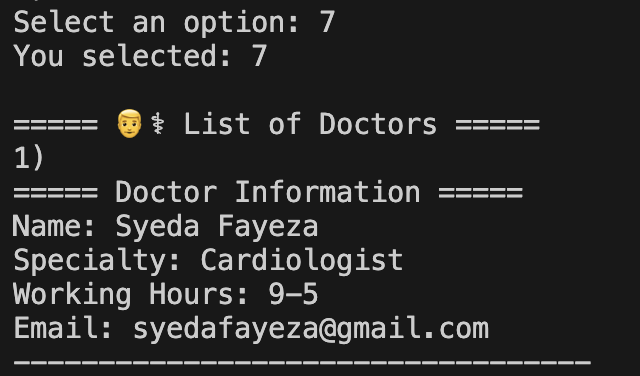 Select an option: 7
You selected: 7
===== 👨⚕ List of Doctors =====
1)
===== Doctor Information =====
Name: Syeda Fayeza
Specialty: Cardiologist
Working Hours: 9-5
Email: syedafayeza@gmail.com
----------------------------------